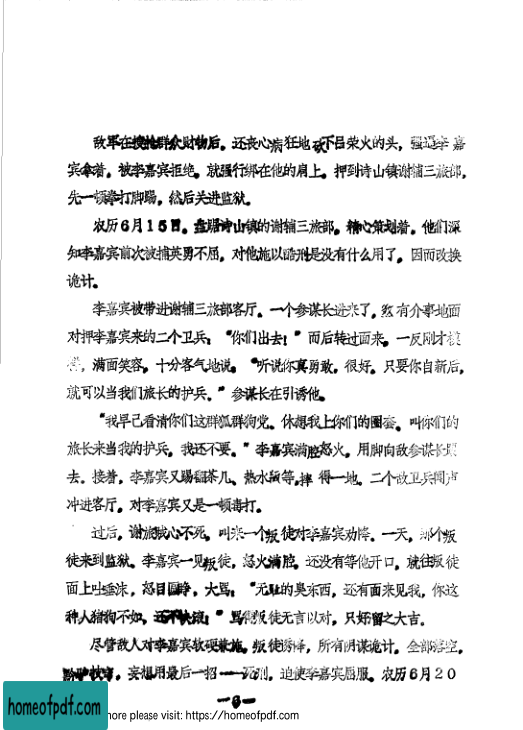 敌军在搜抢群众财物后。还丧心病狂地砍下吕荣火的头，强逼李嘉
宾拿着。被李嘉宾拒绝。就强行绑在他的肩上。押到诗山镇谢辅三旅部，
先一顿拳打脚踢，然后关进监狱。
农历6月15日。盘踞诗山镇的谢辅三旅部。精心策划着。他们深
知李嘉宾前次被捕英勇不屈，对他施以酷刑是没有什么用了。因而改换
诡计。
李嘉宾被带进谢辅三旅部客厅。一个参谋长进来了。煞有介事地面
对押李嘉宾来的二个卫兵："你们出去！"而后转过面来。一反刚才模
样，满面笑容。十分客气地说。"听说你真勇敢。很好。只要你自新后，
就可以当我们旅长的护兵。"参谋长在引诱他。
"我早已看清你们这群狐群狗党。休想我上你们的圈套。叫你们的
旅长来当我的护兵。我还不要。"李嘉宾满腔怒火，用脚向敌参谋长踢
去。接着，李嘉宾又踢翻茶几、热水瓶等。摔得一地。二个敌卫兵闻声
冲进客厅。对李嘉宾又是一顿毒打。
过后，谢旅贼心不死。叫来一个叛徒对李嘉宾劝降。一天，那个叛
徒来到监狱。李嘉宾一见叛徒，怒火满腔。还没有等他开口，就往叛徒
面上吐唾沫，怒目圆睁，大骂："无耻的臭东西，还有面来见我，你这
种人猪狗不如。还不快滚！"骂得叛徒无言以对，只好溜之大吉。
尽管敌人对李嘉宾软硬兼施。叛徒诱降，所有阴谋诡计。全部落空。
黔驴技穷，妄想用最后一招——死刑，迫使李嘉宾屈服。农历6月20
—6—
homeofpdf.com
more please visit: https://homeofpdf.com